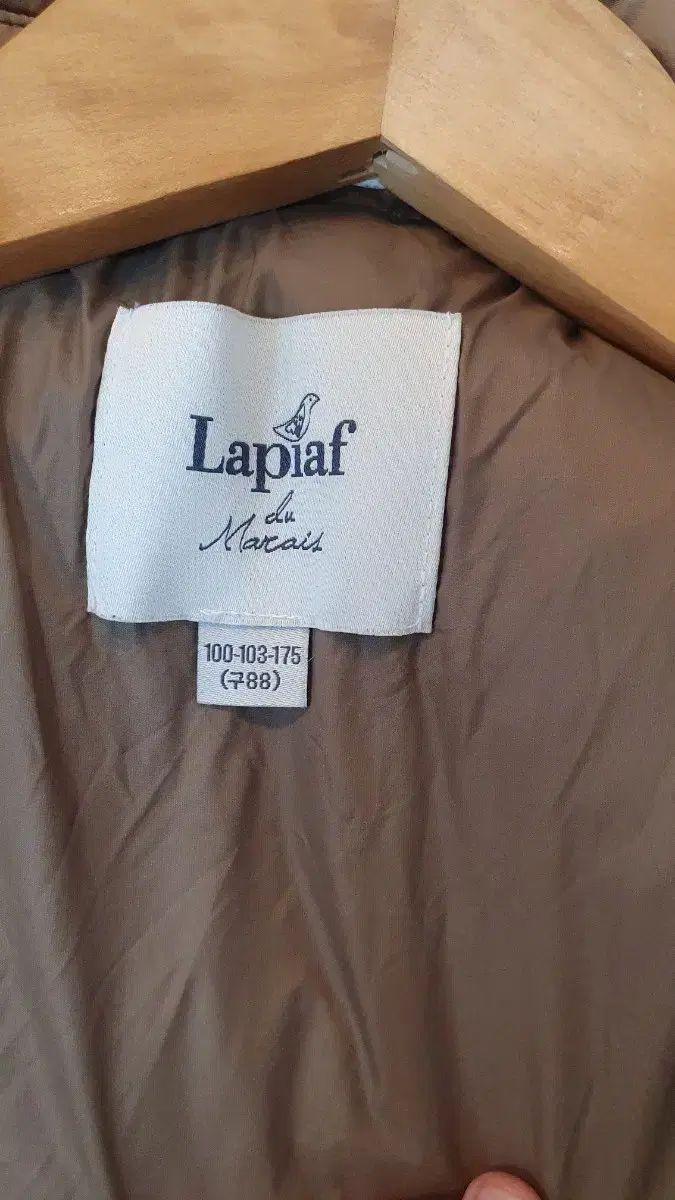 Lapiaf
du
Marais
100-103-175
(구88)